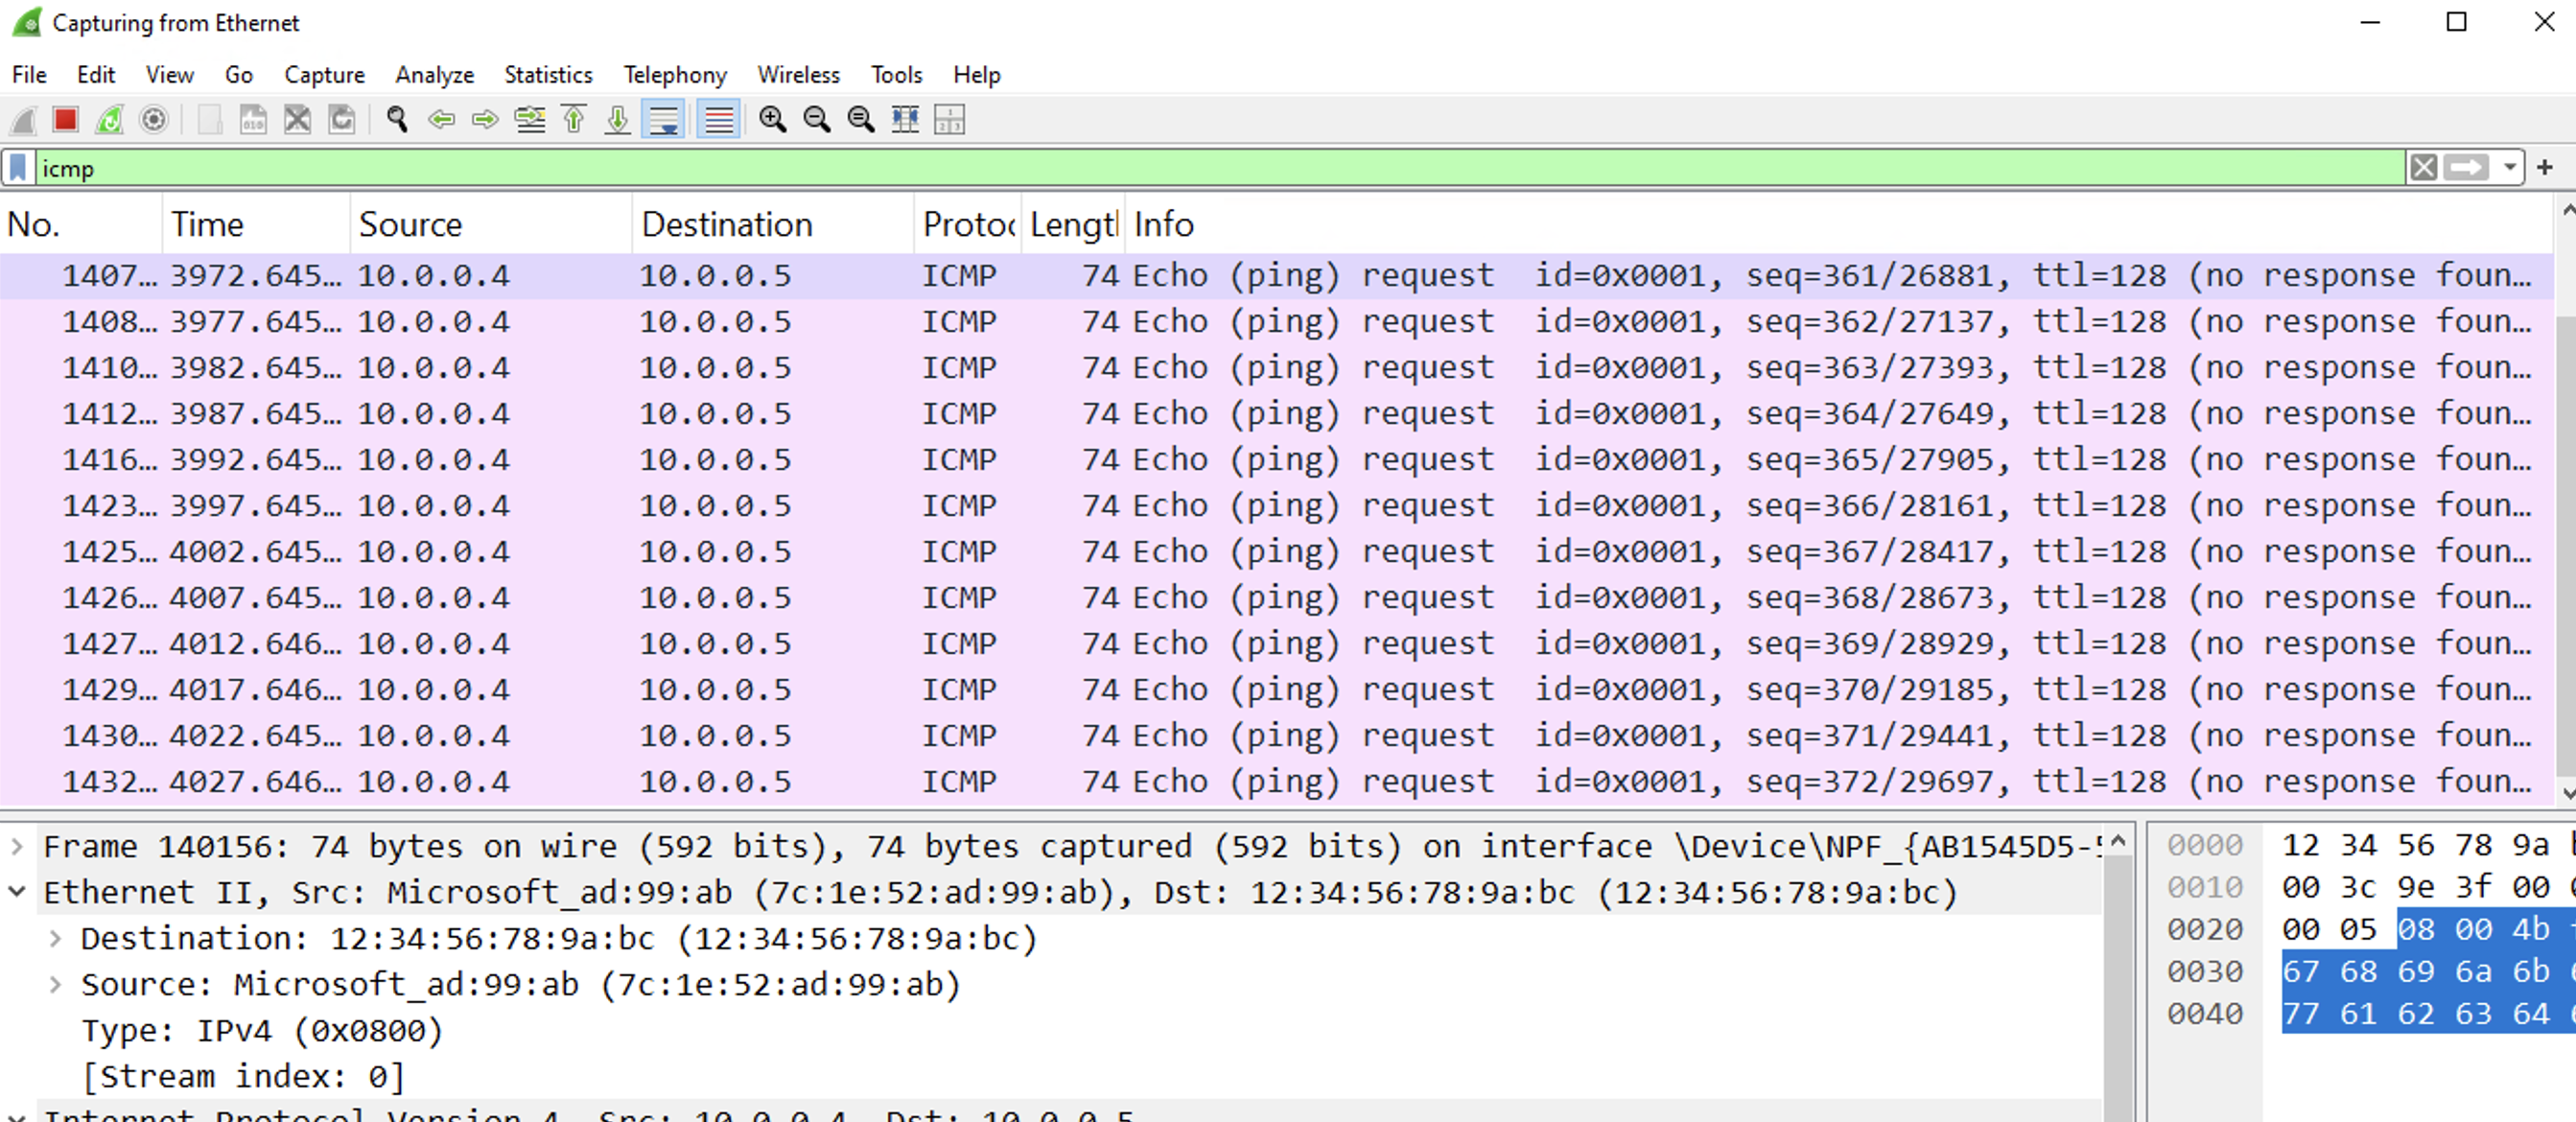 Capturing from Ethernet
File Edit View Go Capture Analyze Statistics Telephony Wireless Tools Help
icmp
No. Time Source Destination Protoc Lengtl Info
1407… 3972.645… 10.0.0.4 10.0.0.5 ICMP 74 Echo (ping) request id=0x0001, seq=361/26881, ttl=128 (no response foun…
1408… 3977.645… 10.0.0.4 10.0.0.5 ICMP 74 Echo (ping) request id=0x0001, seq=362/27137, ttl=128 (no response foun…
1410… 3982.645… 10.0.0.4 10.0.0.5 ICMP 74 Echo (ping) request id=0x0001, seq=363/27393, ttl=128 (no response foun…
1412… 3987.645… 10.0.0.4 10.0.0.5 ICMP 74 Echo (ping) request id=0x0001, seq=364/27649, ttl=128 (no response foun…
1416… 3992.645… 10.0.0.4 10.0.0.5 ICMP 74 Echo (ping) request id=0x0001, seq=365/27905, ttl=128 (no response foun…
1423… 3997.645… 10.0.0.4 10.0.0.5 ICMP 74 Echo (ping) request id=0x0001, seq=366/28161, ttl=128 (no response foun…
1425… 4002.645… 10.0.0.4 10.0.0.5 ICMP 74 Echo (ping) request id=0x0001, seq=367/28417, ttl=128 (no response foun…
1426… 4007.645… 10.0.0.4 10.0.0.5 ICMP 74 Echo (ping) request id=0x0001, seq=368/28673, ttl=128 (no response foun…
1427… 4012.646… 10.0.0.4 10.0.0.5 ICMP 74 Echo (ping) request id=0x0001, seq=369/28929, ttl=128 (no response foun…
1429… 4017.646… 10.0.0.4 10.0.0.5 ICMP 74 Echo (ping) request id=0x0001, seq=370/29185, ttl=128 (no response foun…
1430… 4022.645… 10.0.0.4 10.0.0.5 ICMP 74 Echo (ping) request id=0x0001, seq=371/29441, ttl=128 (no response foun…
1432… 4027.646… 10.0.0.4 10.0.0.5 ICMP 74 Echo (ping) request id=0x0001, seq=372/29697, ttl=128 (no response foun…
Frame 140156: 74 bytes on wire (592 bits), 74 bytes captured (592 bits) on interface \Device\NPF_{AB1545D5-
Ethernet II, Src: Microsoft_ad:99:ab (7c:1e:52:ad:99:ab), Dst: 12:34:56:78:9a:bc (12:34:56:78:9a:bc)
Destination: 12:34:56:78:9a:bc (12:34:56:78:9a:bc)
Source: Microsoft_ad:99:ab (7c:1e:52:ad:99:ab)
Type: IPv4 (0x0800)
[Stream index: 0]
Internet Protocol Version 4, Src: 10.0.0.4, Dst: 10.0.0.5
0000 12 34 56 78 9a
0010 00 3c 9e 3f 00
0020 00 05 08 00 4b
0030 67 68 69 6a 6b
0040 77 61 62 63 64